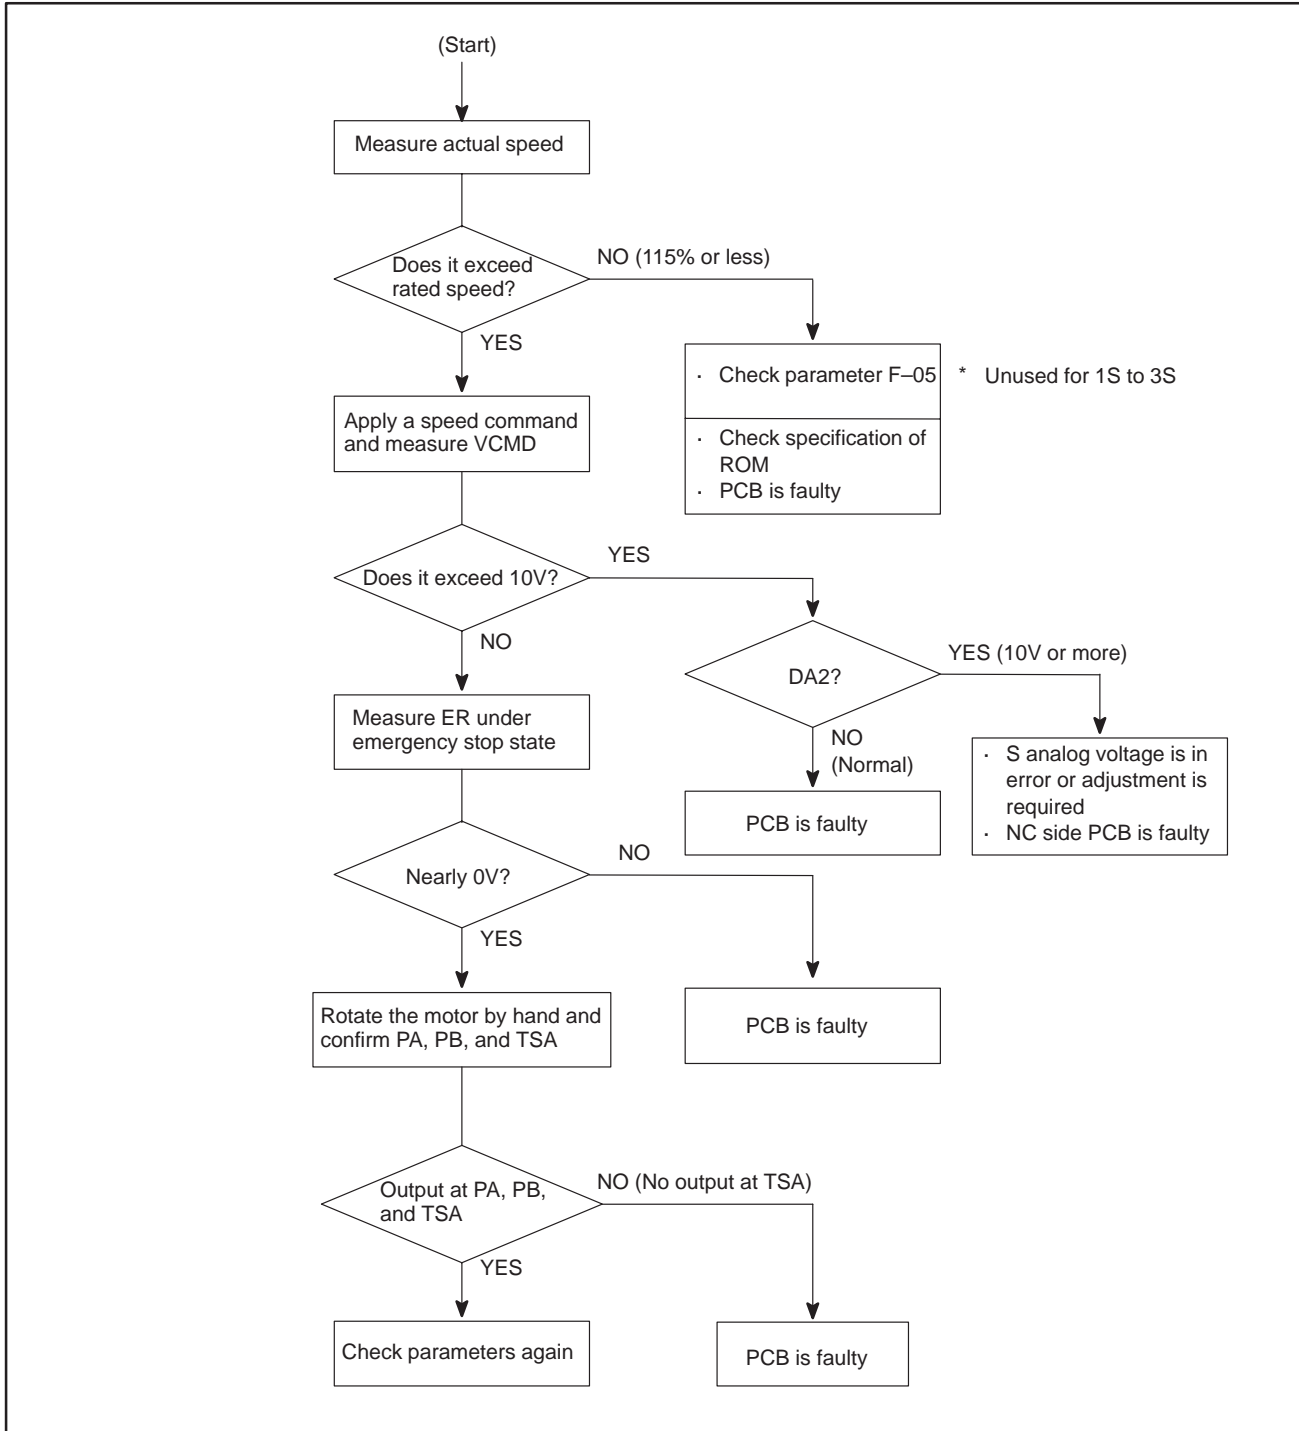 (Start)
Measure actual speed
Does it exceed
rated speed?
NO (115% or less)
YES
· Check parameter F–05
* Unused for 1S to 3S
· Check specification of
ROM
· PCB is faulty
Apply a speed command
and measure VCMD
Does it exceed 10V?
YES
NO
DA2?
YES (10V or more)
NO
(Normal)
· S analog voltage is in
error or adjustment is
required
· NC side PCB is faulty
PCB is faulty
Measure ER under
emergency stop state
Nearly 0V?
NO
YES
PCB is faulty
Rotate the motor by hand and
confirm PA, PB, and TSA
Output at PA, PB,
and TSA
NO (No output at TSA)
YES
Check parameters again
PCB is faulty